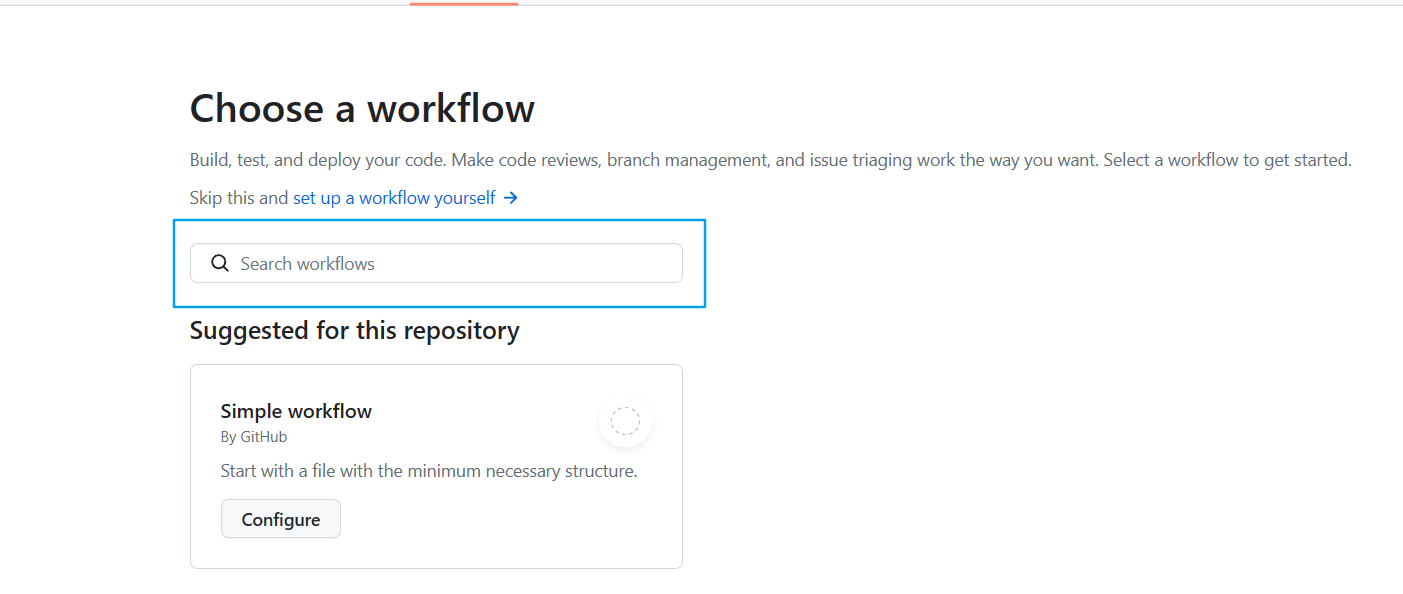 Choose a workflow
Build, test, and deploy your code. Make code reviews, branch management, and issue triaging work the way you want. Select a workflow to get started.
Skip this and set up a workflow yourself →
Search workflows
Suggested for this repository
Simple workflow
By GitHub
Start with a file with the minimum necessary structure.
Configure